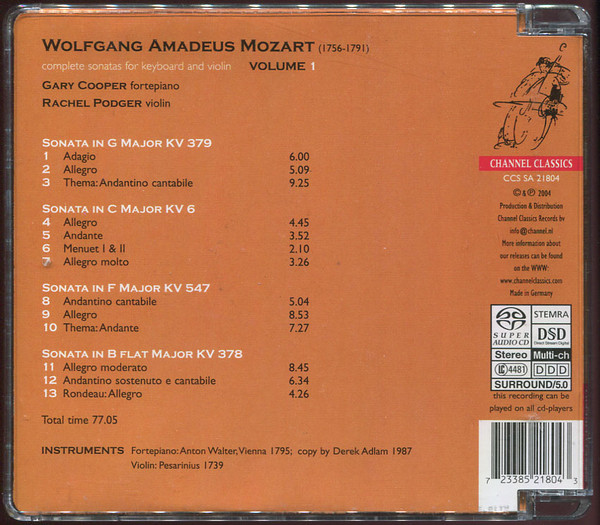 WOLFGANG AMADEUS MOZART (1756-1791)
complete sonatas for keyboard and violin VOLUME 1
GARY COOPER fortepiano
RACHEL PODGER violin
SONATA IN G MAJOR KV 379
1 Adagio 6.00
2 Allegro 5.09
3 Thema: Andantino cantabile 9.25
SONATA IN C MAJOR KV 6
4 Allegro 4.45
5 Andante 3.52
6 Menuet I & II 2.10
7 Allegro molto 3.26
SONATA IN F MAJOR KV 547
8 Andantino cantabile 5.04
9 Allegro 8.53
10 Thema: Andante 7.27
SONATA IN B FLAT MAJOR KV 378
11 Allegro moderato 8.45
12 Andantino sostenuto e cantabile 6.34
13 Rondeau: Allegro 4.26
Total time 77.05
INSTRUMENTS Fortepiano: Anton Walter, Vienna 1795; copy by Derek Adlam 1987
Violin: Pesarinius 1739
CHANNEL CLASSICS
CCS SA 21804
© & ℗ 2004
Production & Distribution
Channel Classics Records bv
info@channel.nl
More information about
our releases can be found
on the WWW:
www.channelclassics.com
Made in Germany
SUPER AUDIO CD
STEMRA
DSD
Direct Stream Digital
Stereo Multi-ch
LC 4481 D D D
SURROUND/5.0
this recording can be
played on all cd-players
7 23385 21804 3